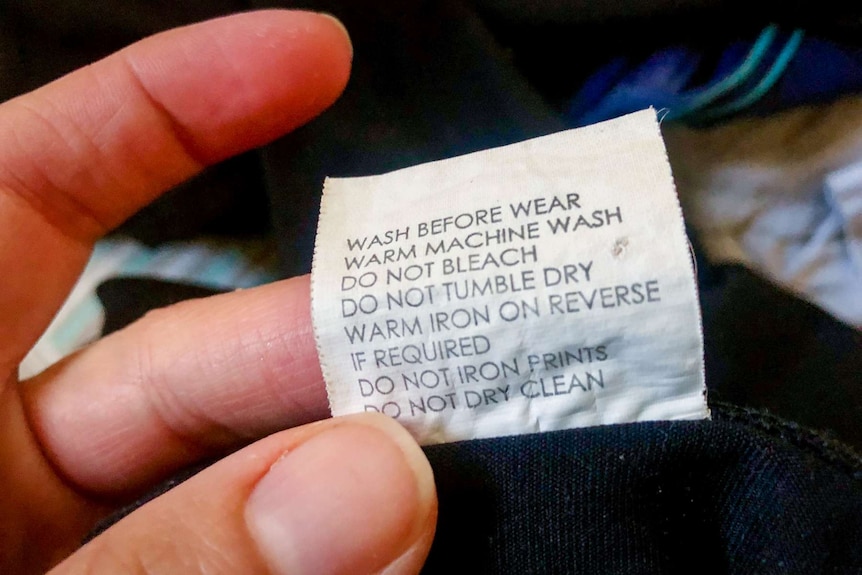 WASH BEFORE WEAR
WARM MACHINE WASH
DO NOT BLEACH
DO NOT TUMBLE DRY
WARM IRON ON REVERSE
IF REQUIRED
DO NOT IRON PRINTS
DO NOT DRY CLEAN